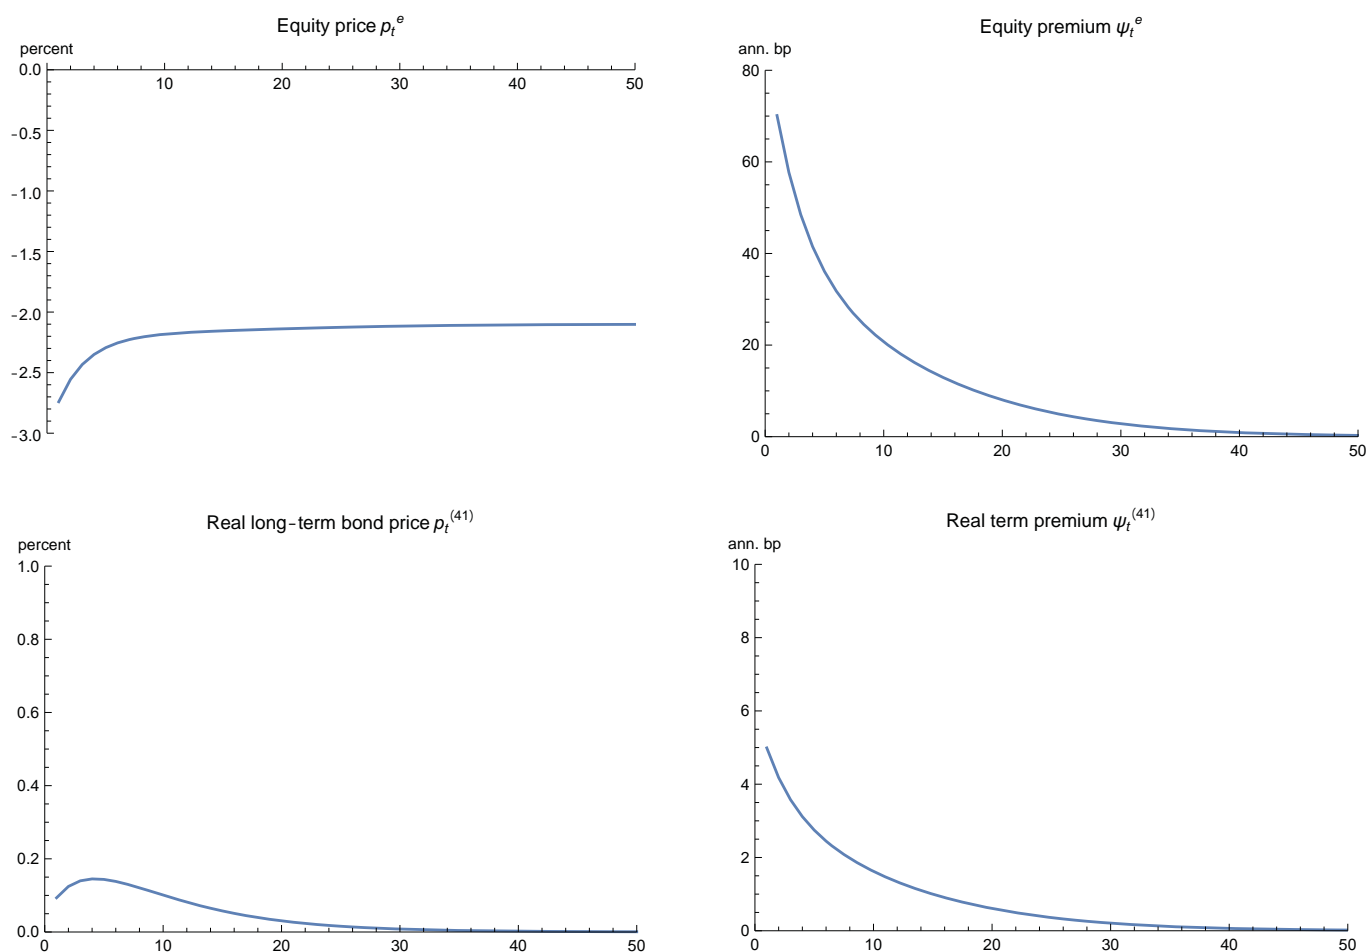 Equity price p_t^e
percent
0.0
10 20 30 40 50
-0.5
-1.0
-1.5
-2.0
-2.5
-3.0
Equity premium ψ_t^e
ann. bp
80
60
40
20
0
0 10 20 30 40 50
Real long-term bond price p_t^(41)
percent
1.0
0.8
0.6
0.4
0.2
0.0
0 10 20 30 40 50
Real term premium ψ_t^(41)
ann. bp
10
8
6
4
2
0
0 10 20 30 40 50